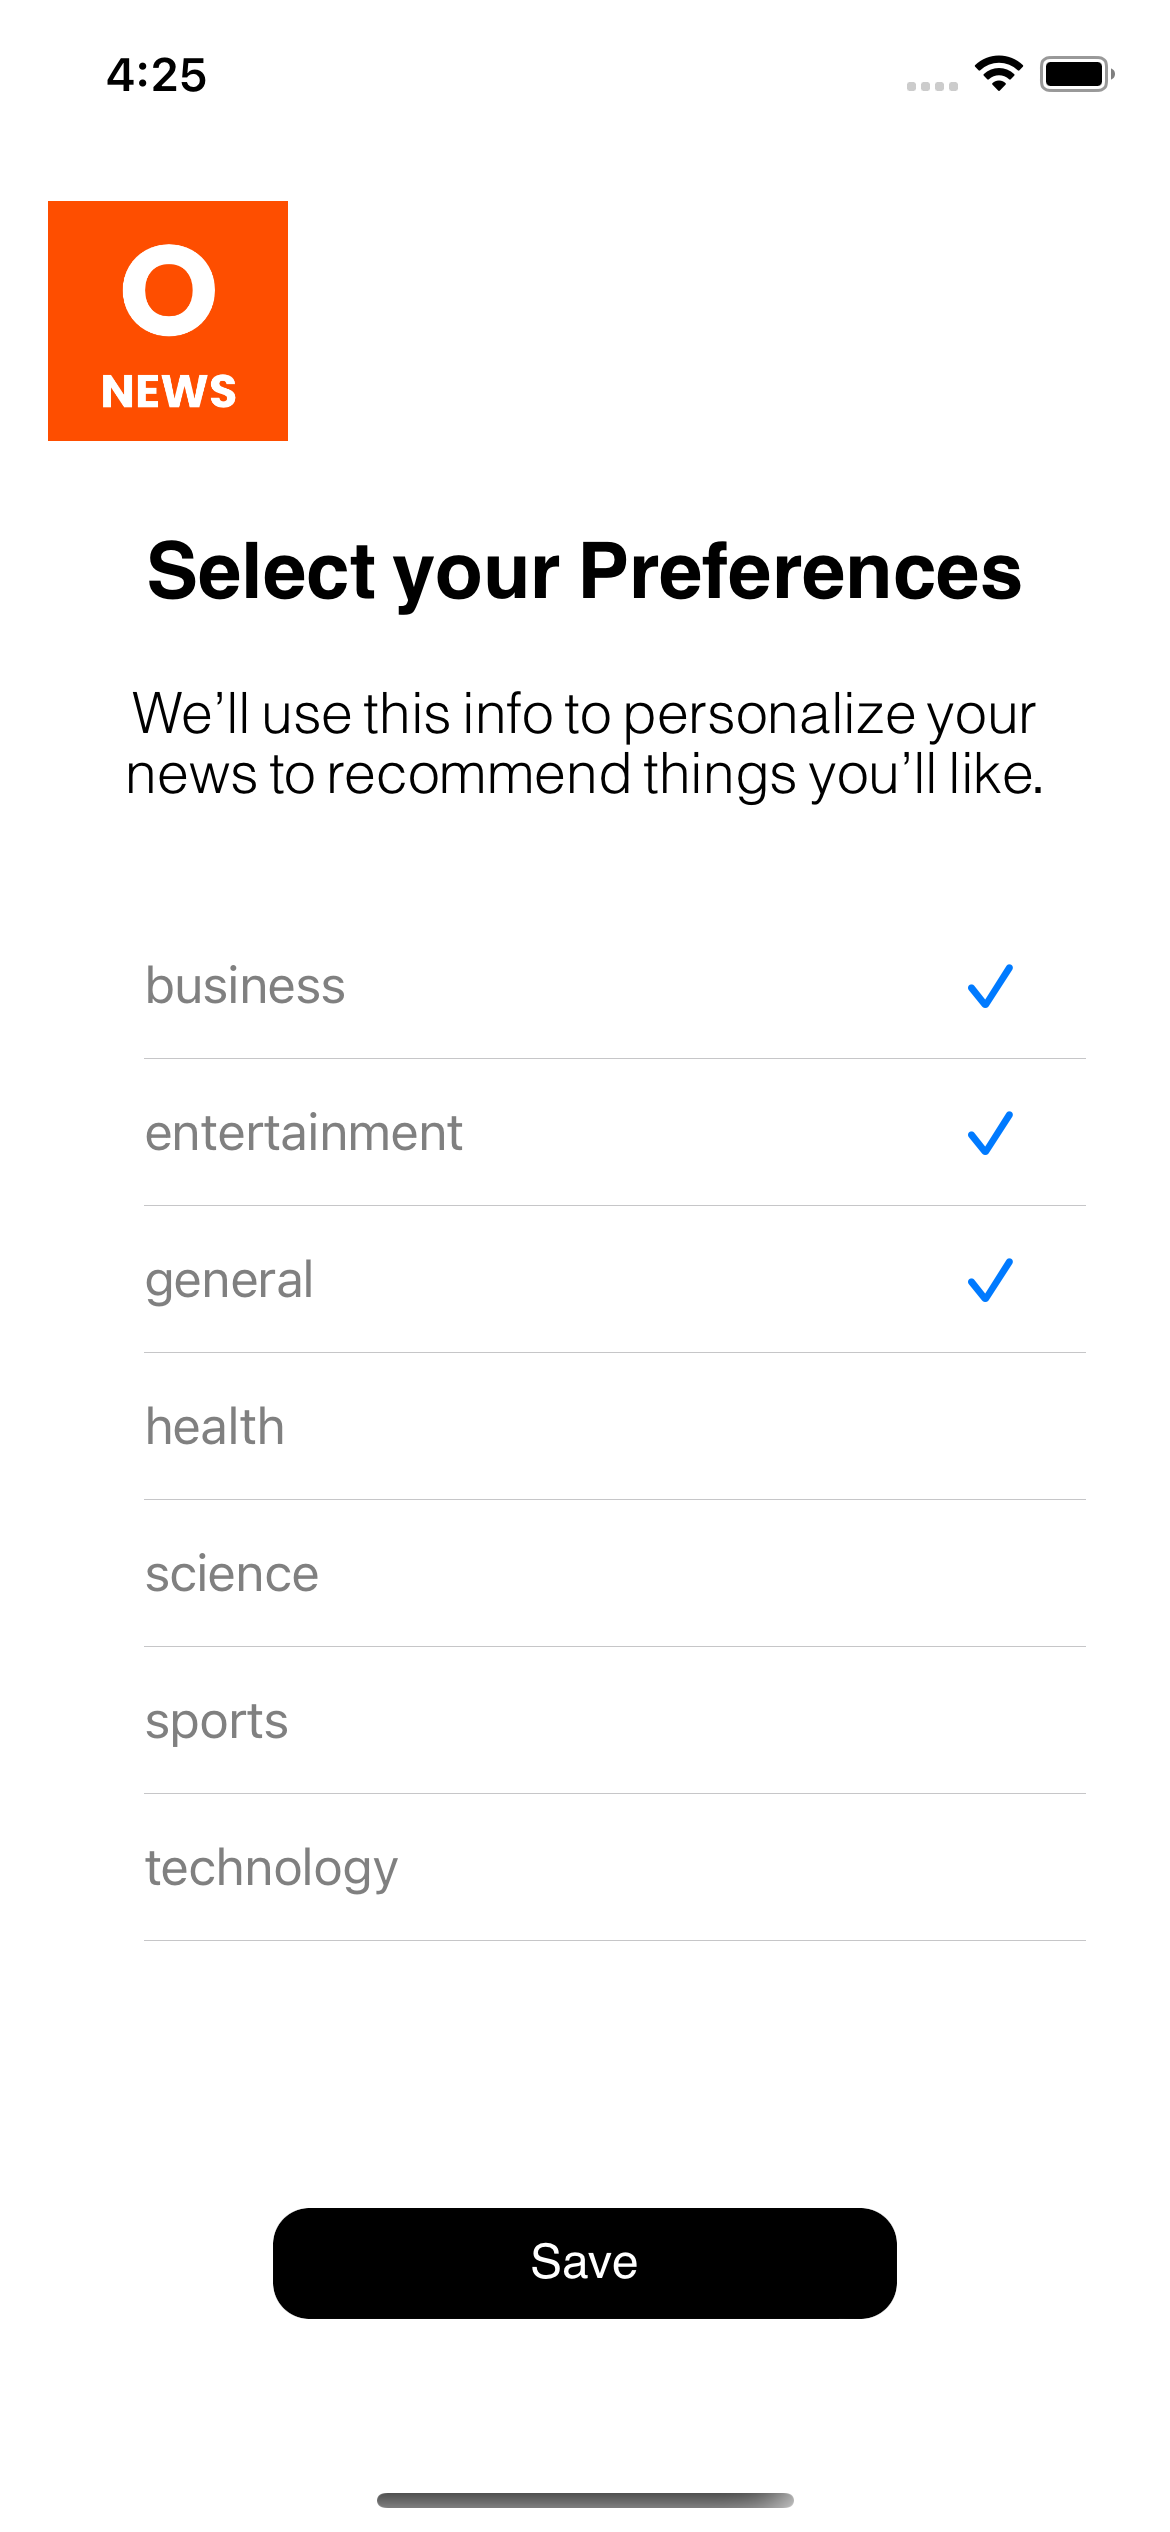 4:25
O
NEWS
Select your Preferences
We’ll use this info to personalize your
news to recommend things you’ll like.
business
entertainment
general
health
science
sports
technology
Save